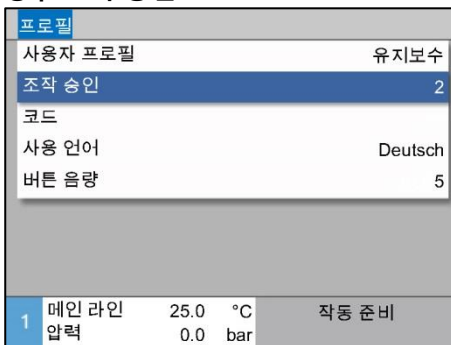 프로필
사용자 프로필 유지보수
조작 승인 2
코드
사용 언어 Deutsch
버튼 음량 5
1 메인 라인 25.0 °C 작동 준비
압력 0.0 bar